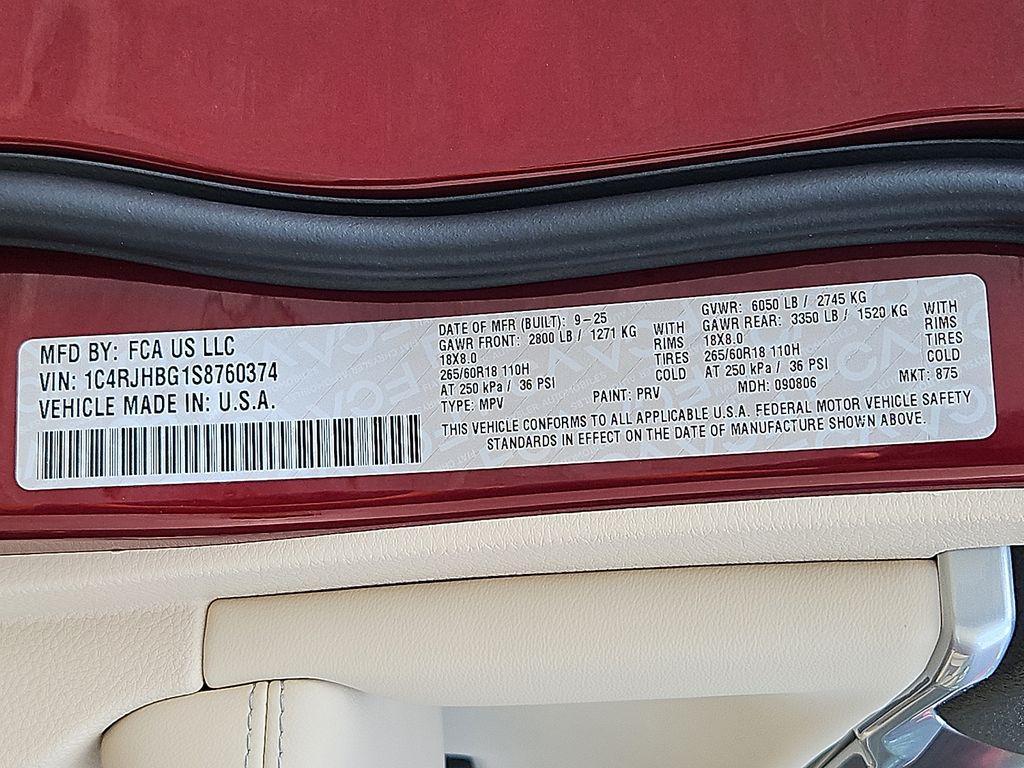 MFD BY: FCA US LLC
VIN: 1C4RJHBG1S8760374
VEHICLE MADE IN: U.S.A.
DATE OF MFR (BUILT): 9-25
GAWR FRONT: 2800 LB / 1271 KG WITH
18X8.0 RIMS
265/60R18 110H TIRES
AT 250 kPa / 36 PSI COLD
TYPE: MPV
GVWR: 6050 LB / 2745 KG
GAWR REAR: 3350 LB / 1520 KG WITH
18X8.0 RIMS
265/60R18 110H TIRES
AT 250 kPa / 36 PSI COLD
PAINT: PRV MDH: 090806 MKT: 875
THIS VEHICLE CONFORMS TO ALL APPLICABLE U.S.A. FEDERAL MOTOR VEHICLE SAFETY
STANDARDS IN EFFECT ON THE DATE OF MANUFACTURE SHOWN ABOVE.